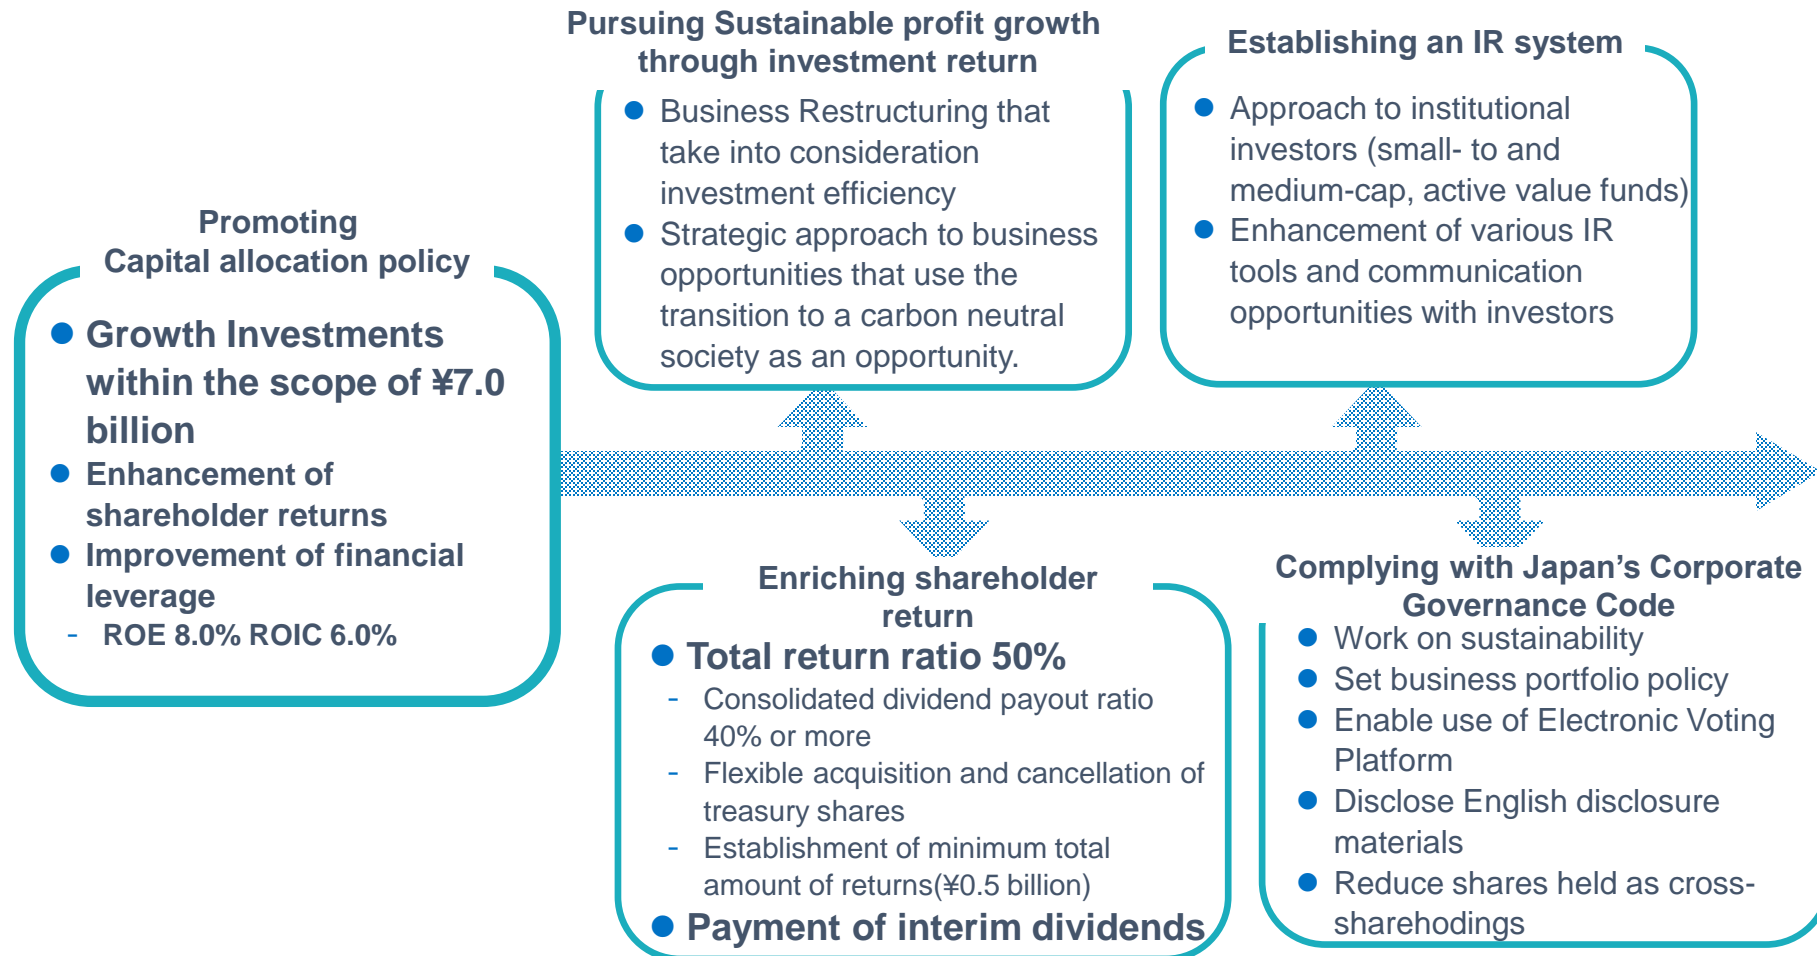 Promoting
Capital allocation policy
● Growth Investments
within the scope of ¥7.0
billion
● Enhancement of
shareholder returns
● Improvement of financial
leverage
- ROE 8.0% ROIC 6.0%
Pursuing Sustainable profit growth
through investment return
● Business Restructuring that
take into consideration
investment efficiency
● Strategic approach to business
opportunities that use the
transition to a carbon neutral
society as an opportunity.
Establishing an IR system
● Approach to institutional
investors (small- to and
medium-cap, active value funds)
● Enhancement of various IR
tools and communication
opportunities with investors
Enriching shareholder
return
● Total return ratio 50%
- Consolidated dividend payout ratio
40% or more
- Flexible acquisition and cancellation of
treasury shares
- Establishment of minimum total
amount of returns(¥0.5 billion)
● Payment of interim dividends
Complying with Japan’s Corporate
Governance Code
● Work on sustainability
● Set business portfolio policy
● Enable use of Electronic Voting
Platform
● Disclose English disclosure
materials
● Reduce shares held as cross-
sharehodings